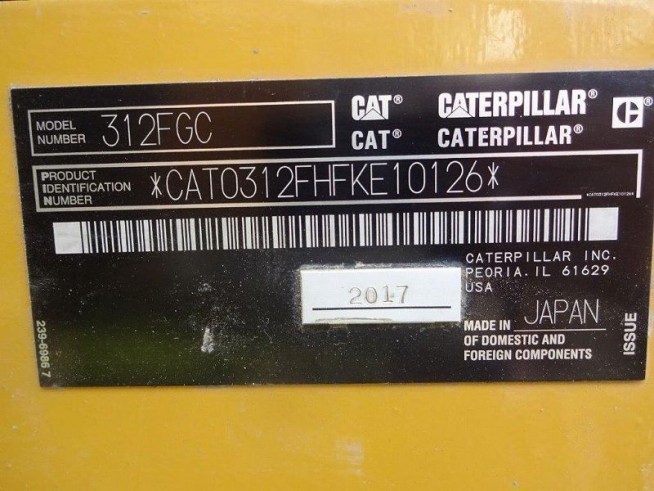 MODEL
NUMBER 312FGC
CAT® CATERPILLAR®
CAT® CATERPILLAR®
PRODUCT
IDENTIFICATION
NUMBER
*CAT0312FHFKE10126*
*CAT0312FHFKE10126*
CATERPILLAR INC.
PEORIA. IL 61629
USA
2017
MADE IN JAPAN
OF DOMESTIC AND
FOREIGN COMPONENTS
ISSUE
239-6986 7